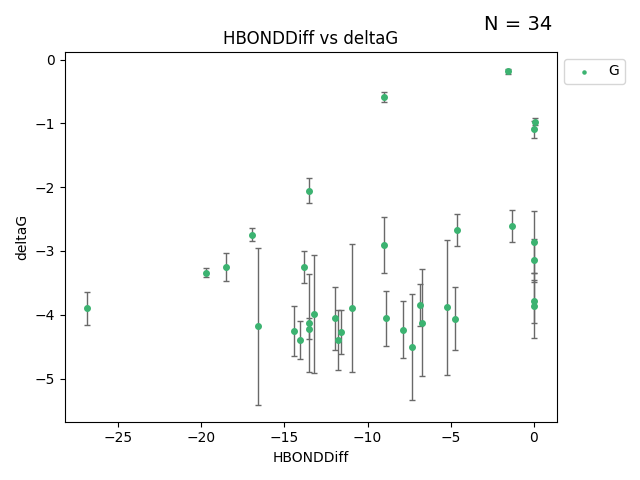 N = 34
HBONDDiff vs deltaG
G
deltaG
0
−1
−2
−3
−4
−5
−25 −20 −15 −10 −5 0
HBONDDiff